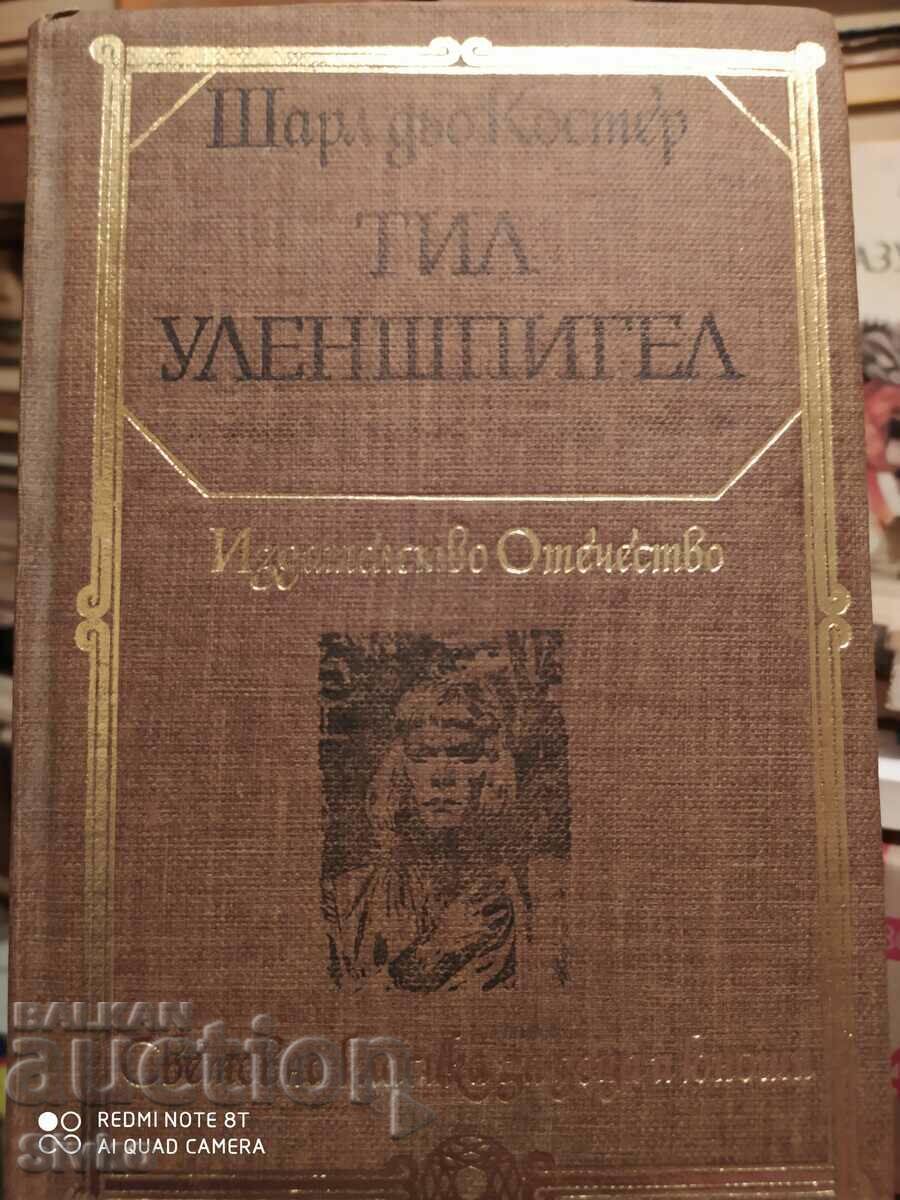 Шарл дьо Костер
ТИЛ
УЛЕНШПИГЕЛ
Издателство Отечество
BALKAN
auction
REDMI NOTE 8T
AI QUAD CAMERA